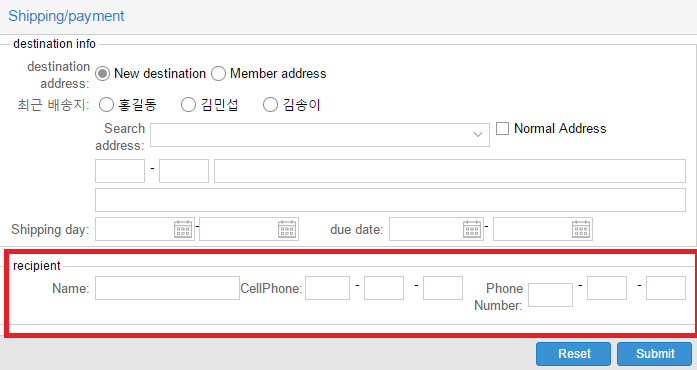 Shipping/payment
destination info
destination address: New destination Member address
최근 배송지: 홍길동 김민섭 김송이
Search address: Normal Address
-
Shipping day: - due date: -
recipient
Name: CellPhone: - - Phone Number: - -
Reset Submit